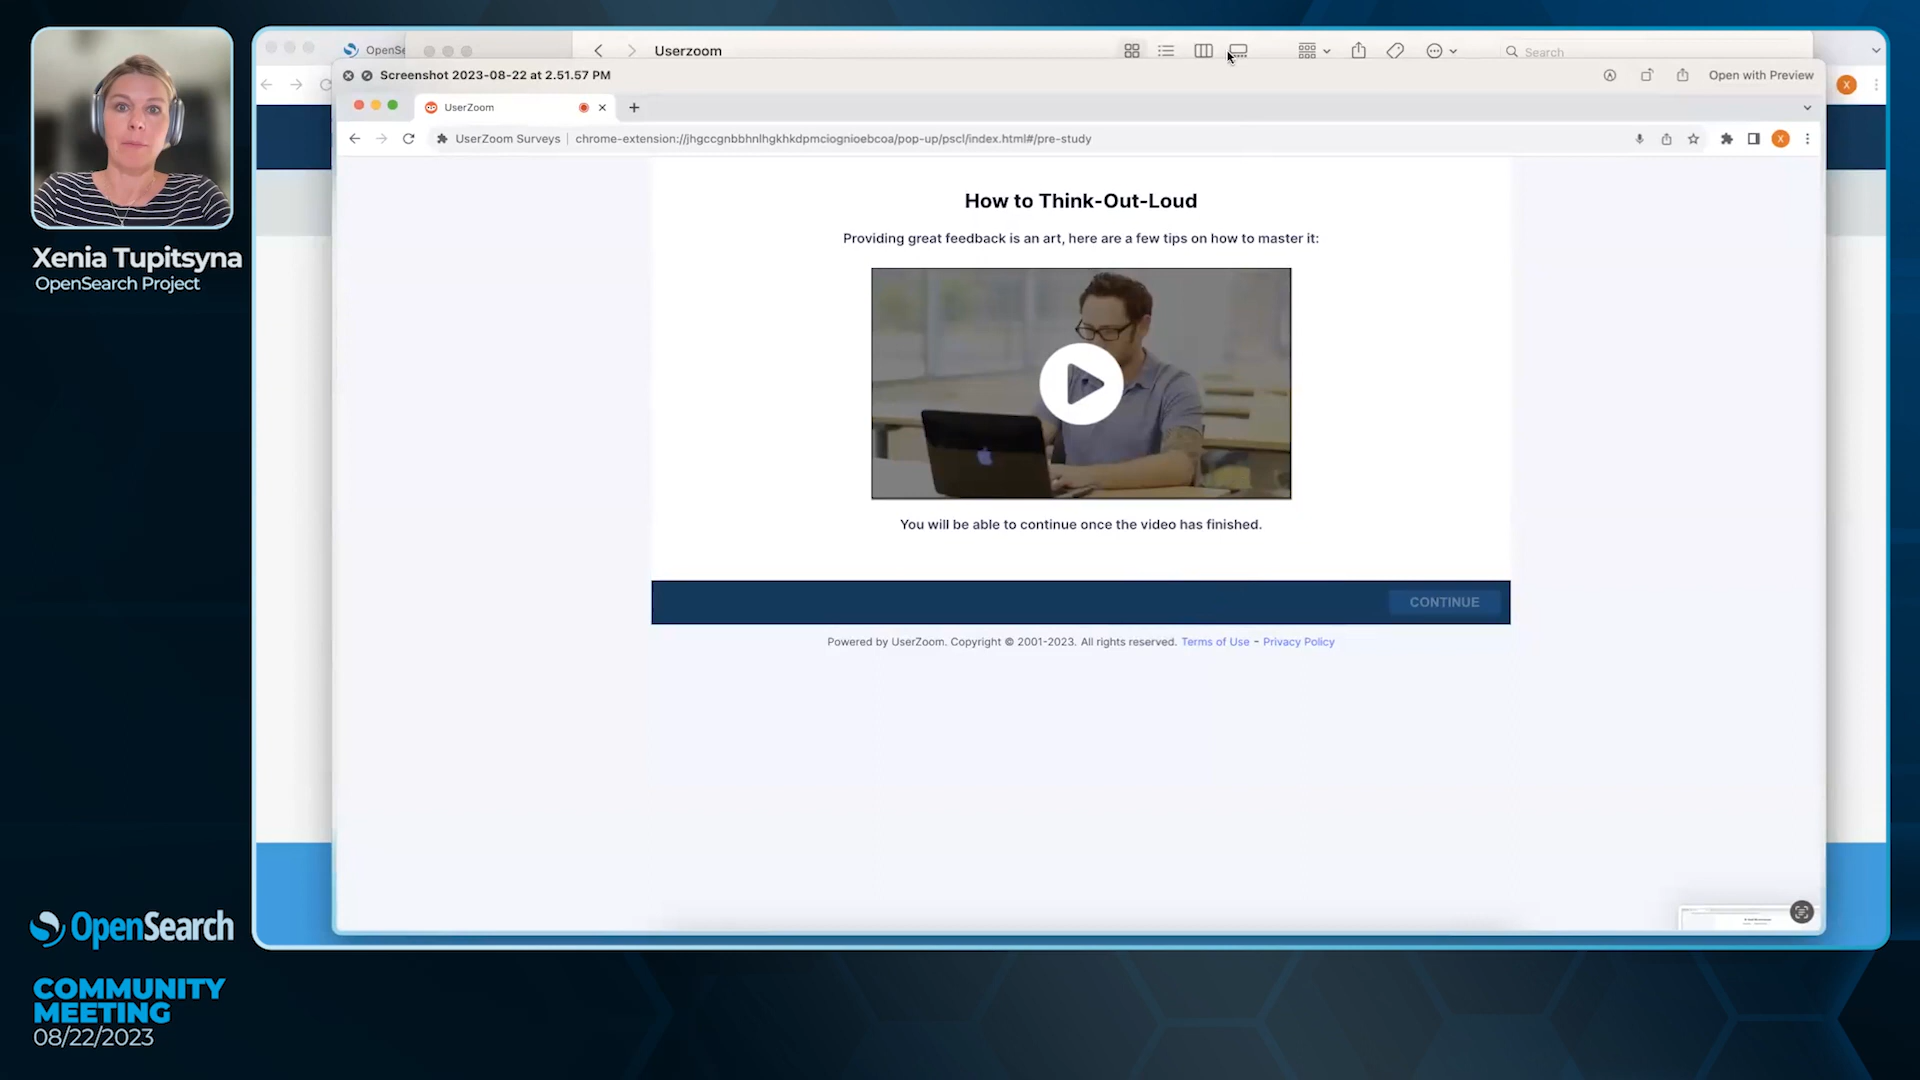 Xenia Tupitsyna
OpenSearch Project
OpenSearch
COMMUNITY
MEETING
08/22/2023
OpenSe
Userzoom
Search
Screenshot 2023-08-22 at 2.51.57 PM
Open with Preview
X
UserZoom
UserZoom Surveys
chrome-extension://jhgccgnbbhnlhgkhkdpmciognioebcoa/pop-up/pscl/index.html#/pre-study
X
How to Think-Out-Loud
Providing great feedback is an art, here are a few tips on how to master it:
You will be able to continue once the video has finished.
CONTINUE
Powered by UserZoom. Copyright © 2001-2023. All rights reserved. Terms of Use - Privacy Policy